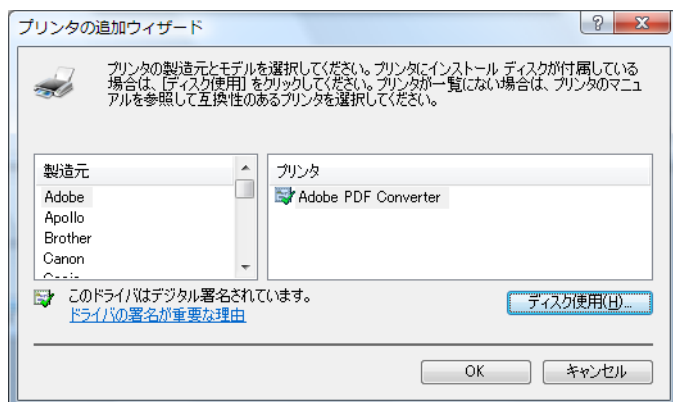 プリンタの追加ウィザード
プリンタの製造元とモデルを選択してください。プリンタにインストール ディスクが付属している
場合は、[ディスク使用] をクリックしてください。プリンタが一覧にない場合は、プリンタのマニュ
アルを参照して互換性のあるプリンタを選択してください。
製造元
プリンタ
Adobe
Adobe PDF Converter
Apollo
Brother
Canon
このドライバはデジタル署名されています。
ドライバの署名が重要な理由
ディスク使用(H)...
OK
キャンセル